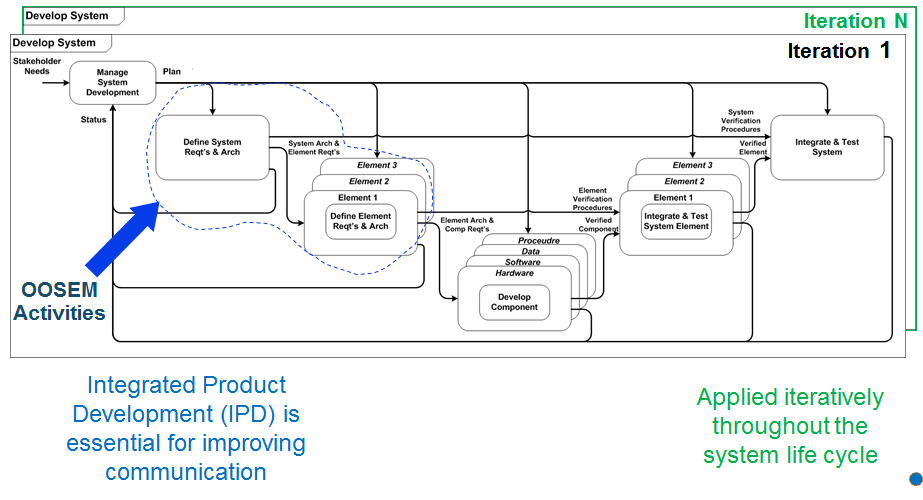 Develop System
Iteration N
Develop System
Iteration 1
Stakeholder
Needs
Manage
System
Development
Plan
Status
Define System
Req't's & Arch
System Arch &
Element Req't's
System
Verification
Procedures
Verified
Element
Integrate & Test
System
Element 3
Element 2
Element 1
Define Element
Req't's & Arch
Element
Verification
Procedures
Verified
Component
Element 3
Element 2
Element 1
Integrate & Test
System Element
Element Arch &
Comp Req't's
Proceudre
Data
Software
Hardware
Develop
Component
OOSEM
Activities
Integrated Product
Development (IPD) is
essential for improving
communication
Applied iteratively
throughout the
system life cycle